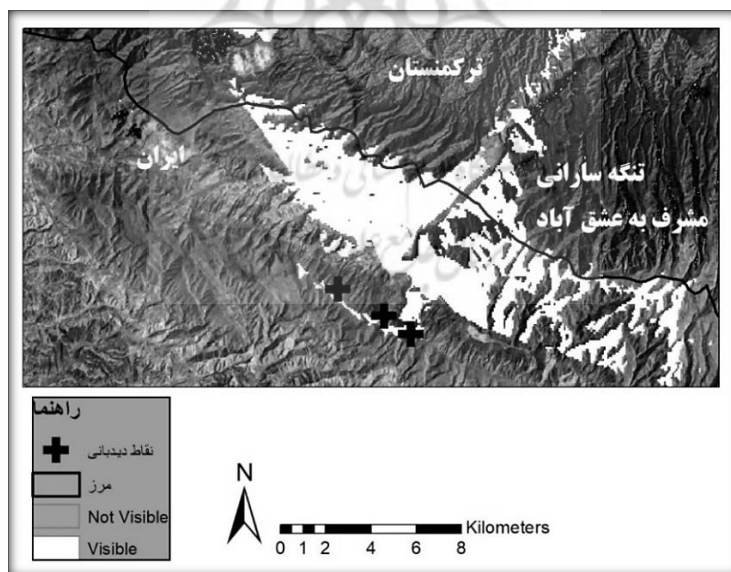 ترکمنستان
ایران
تنگه سارانی
مشرف به عشق آباد
راهنما
نقاط دیدبانی
مرز
Not Visible
Visible
N
Kilometers
0 1 2 4 6 8